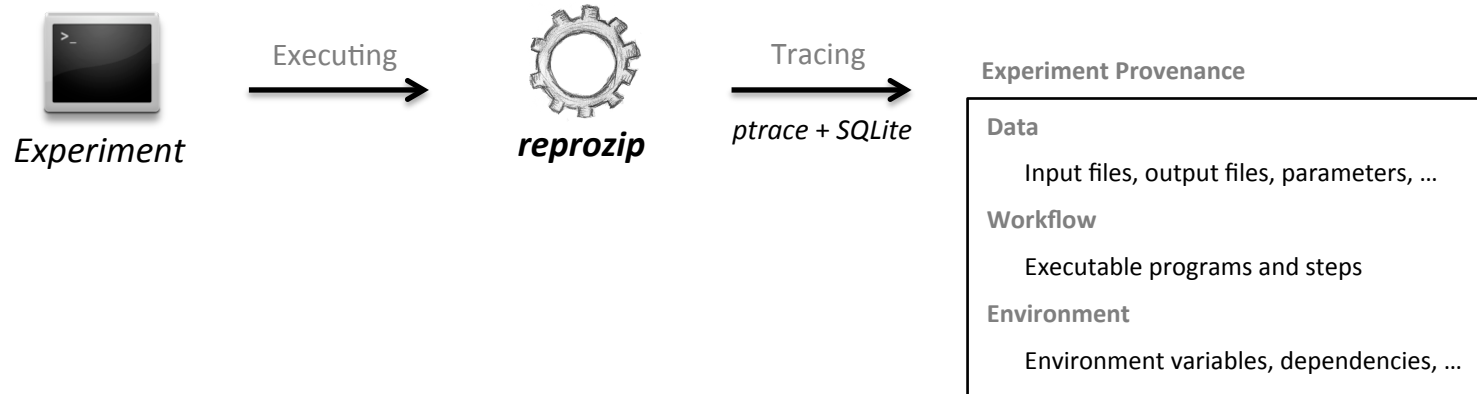 >_
Experiment
Executing
reprozip
Tracing
ptrace + SQLite
Experiment Provenance
Data
Input files, output files, parameters, …
Workflow
Executable programs and steps
Environment
Environment variables, dependencies, …